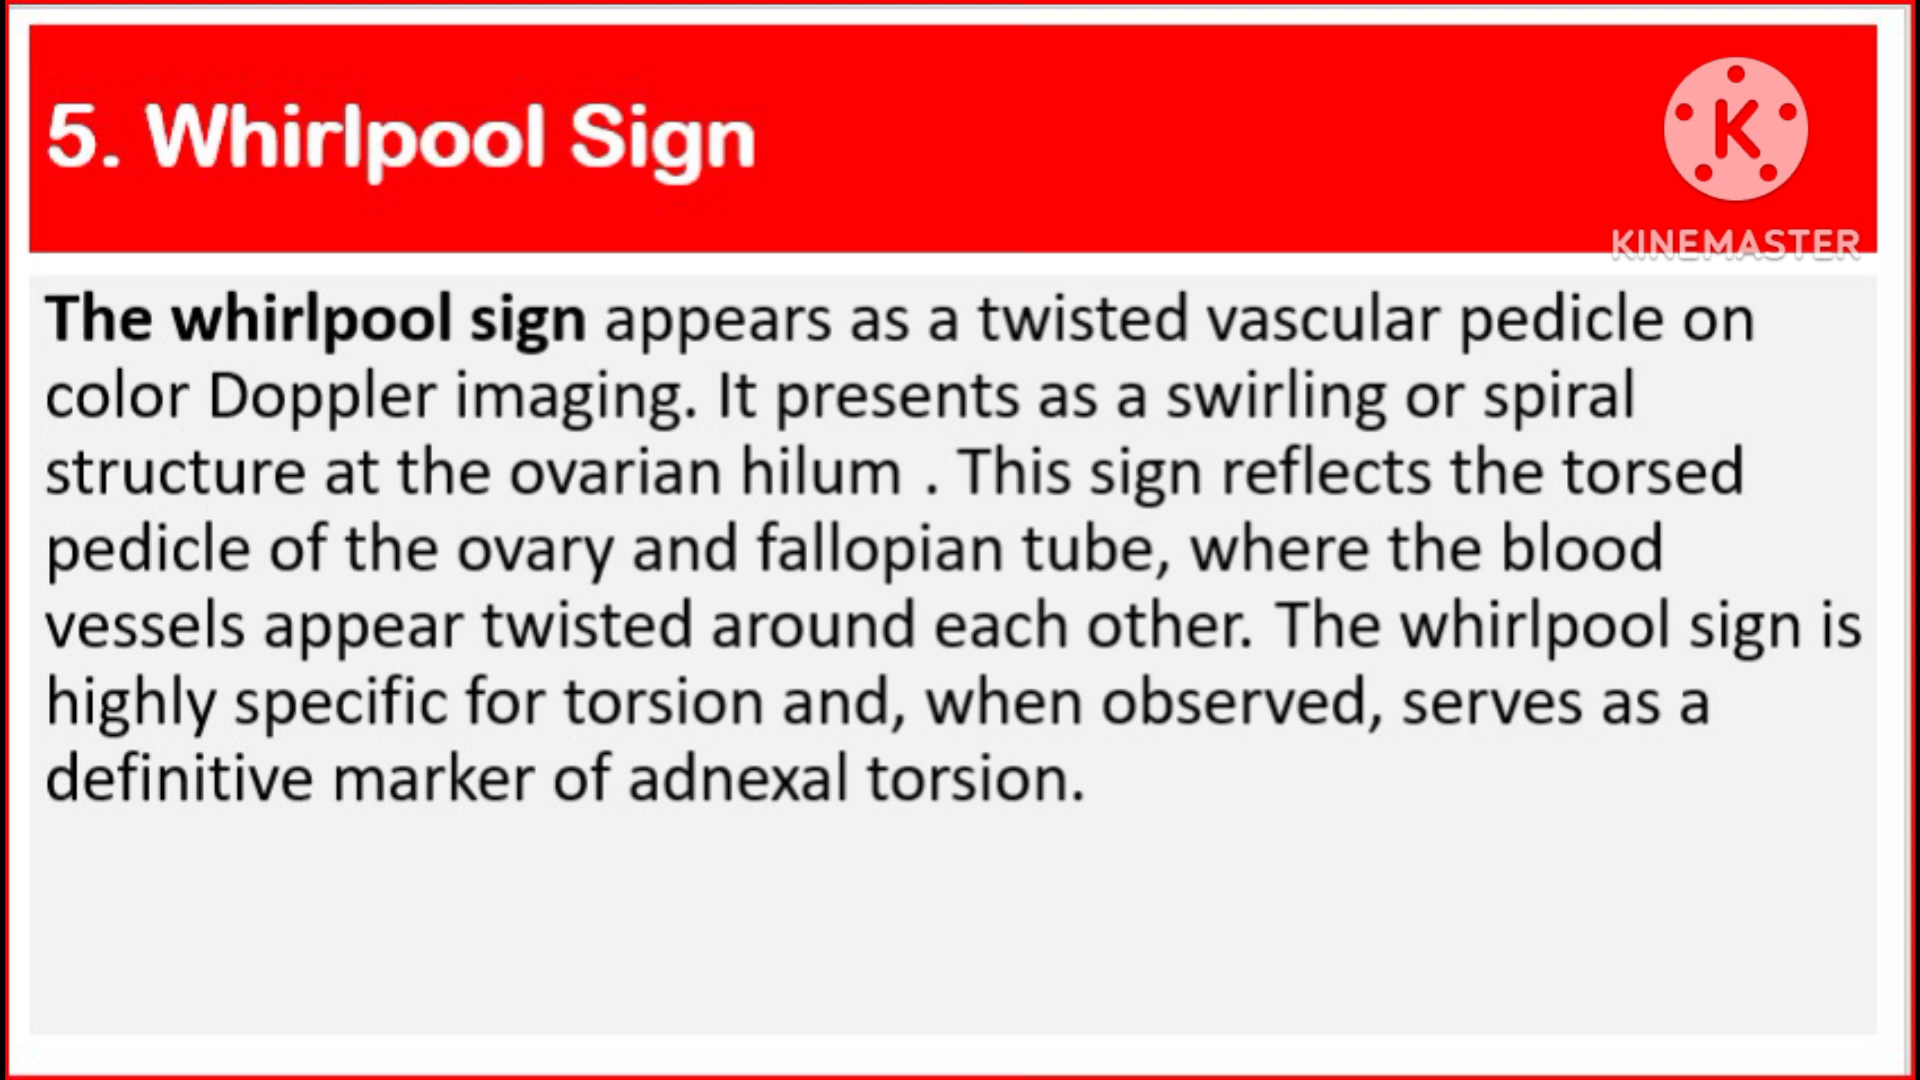 5. Whirlpool Sign
K
KINEMASTER
The whirlpool sign appears as a twisted vascular pedicle on
color Doppler imaging. It presents as a swirling or spiral
structure at the ovarian hilum . This sign reflects the torsed
pedicle of the ovary and fallopian tube, where the blood
vessels appear twisted around each other. The whirlpool sign is
highly specific for torsion and, when observed, serves as a
definitive marker of adnexal torsion.